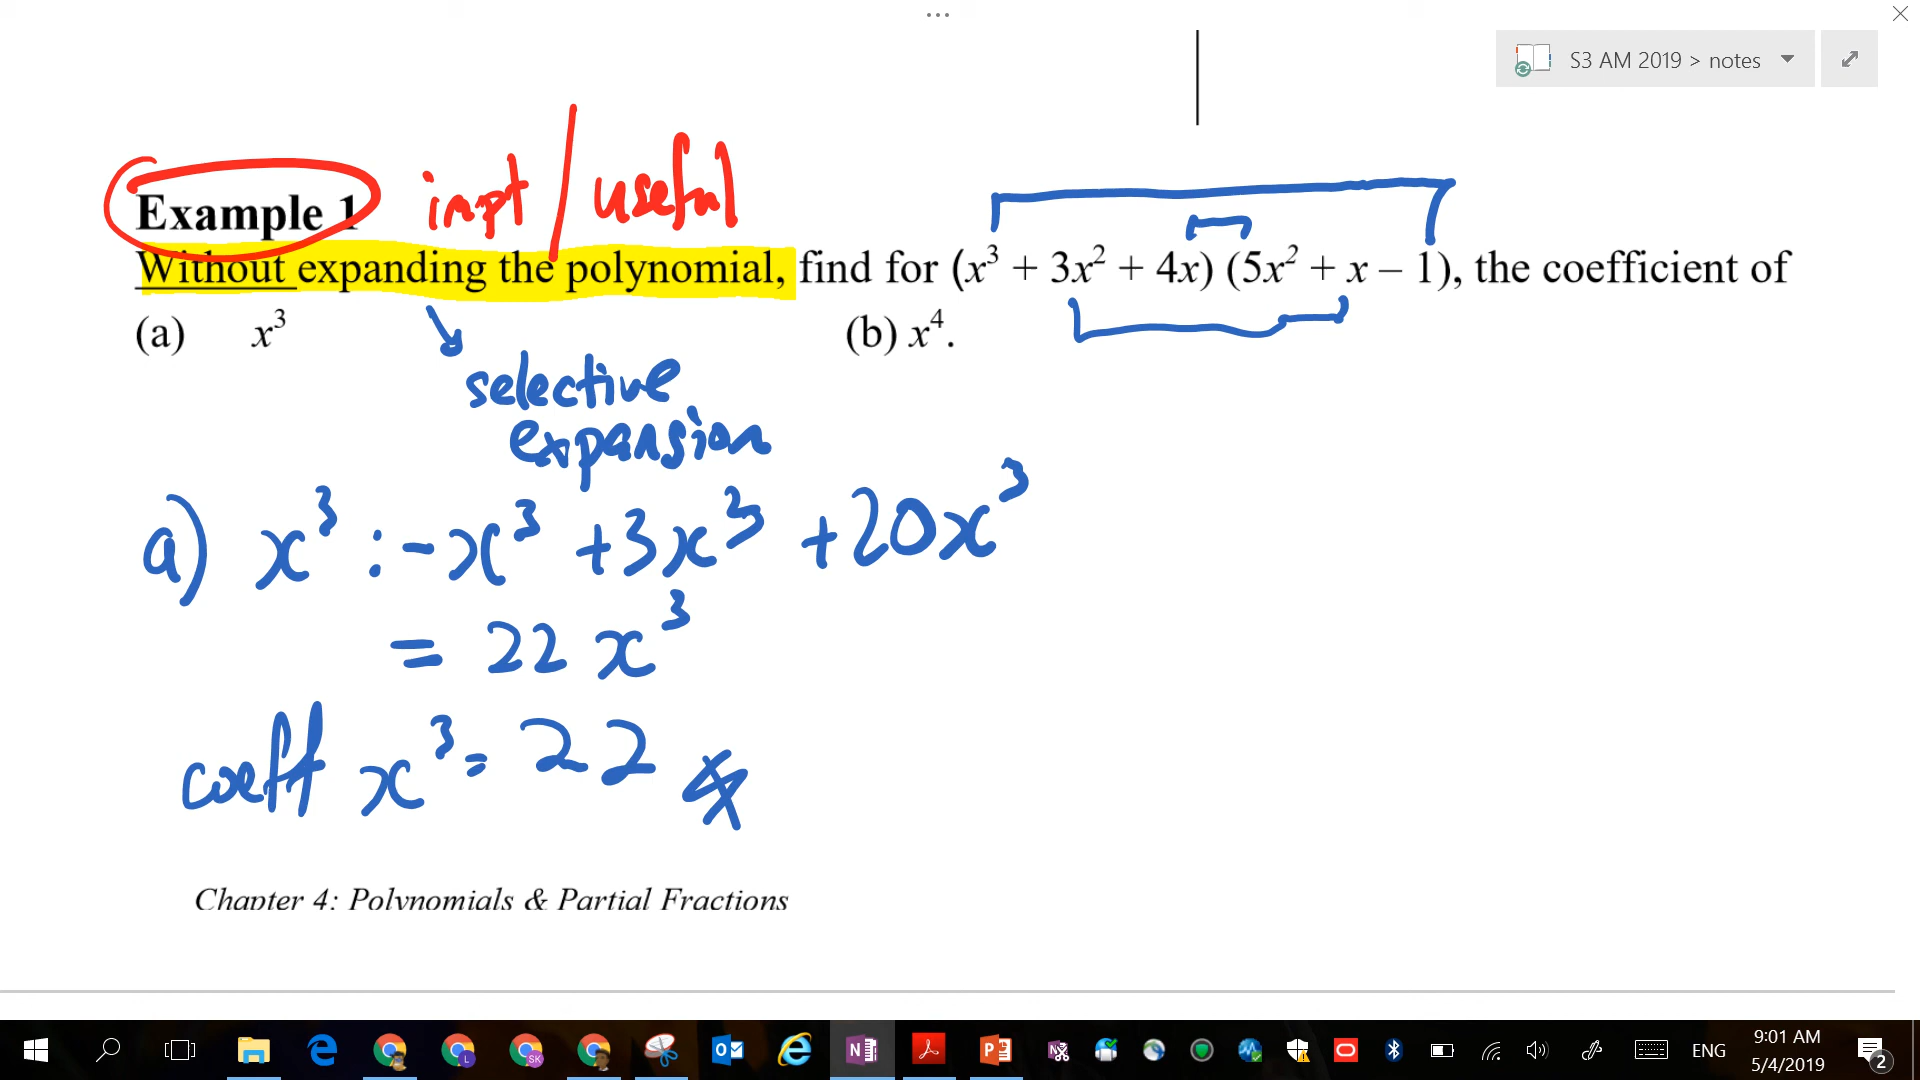 S3 AM 2019 > notes
Example 1 impt / useful
Without expanding the polynomial, find for (x³ + 3x² + 4x) (5x² + x – 1), the coefficient of
(a) x³ (b) x⁴.
selective
expansion
a) x³ : -x³ + 3x³ + 20x³
= 22x³
coeff x³ = 22
Chapter 4: Polynomials & Partial Fractions
ENG
9:01 AM
5/4/2019
2